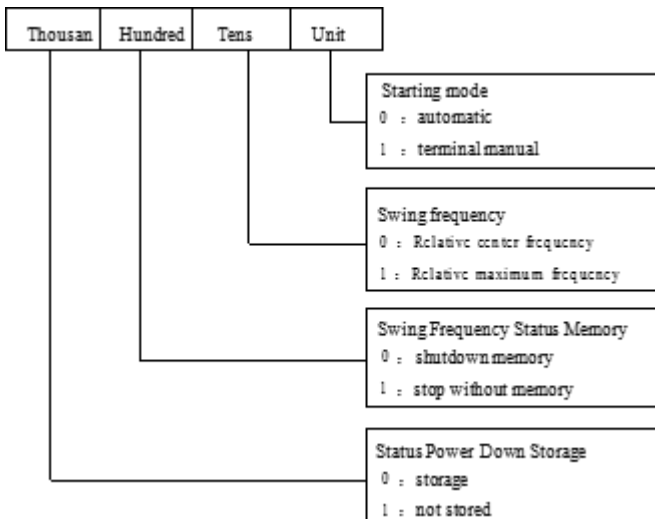 Thousan Hundred Tens Unit
Starting mode
0 : automatic
1 : terminal manual
Swing frequency
0 : Relative center frequency
1 : Relative maximum frequency
Swing Frequency Status Memory
0 : shutdown memory
1 : stop without memory
Status Power Down Storage
0 : storage
1 : not stored